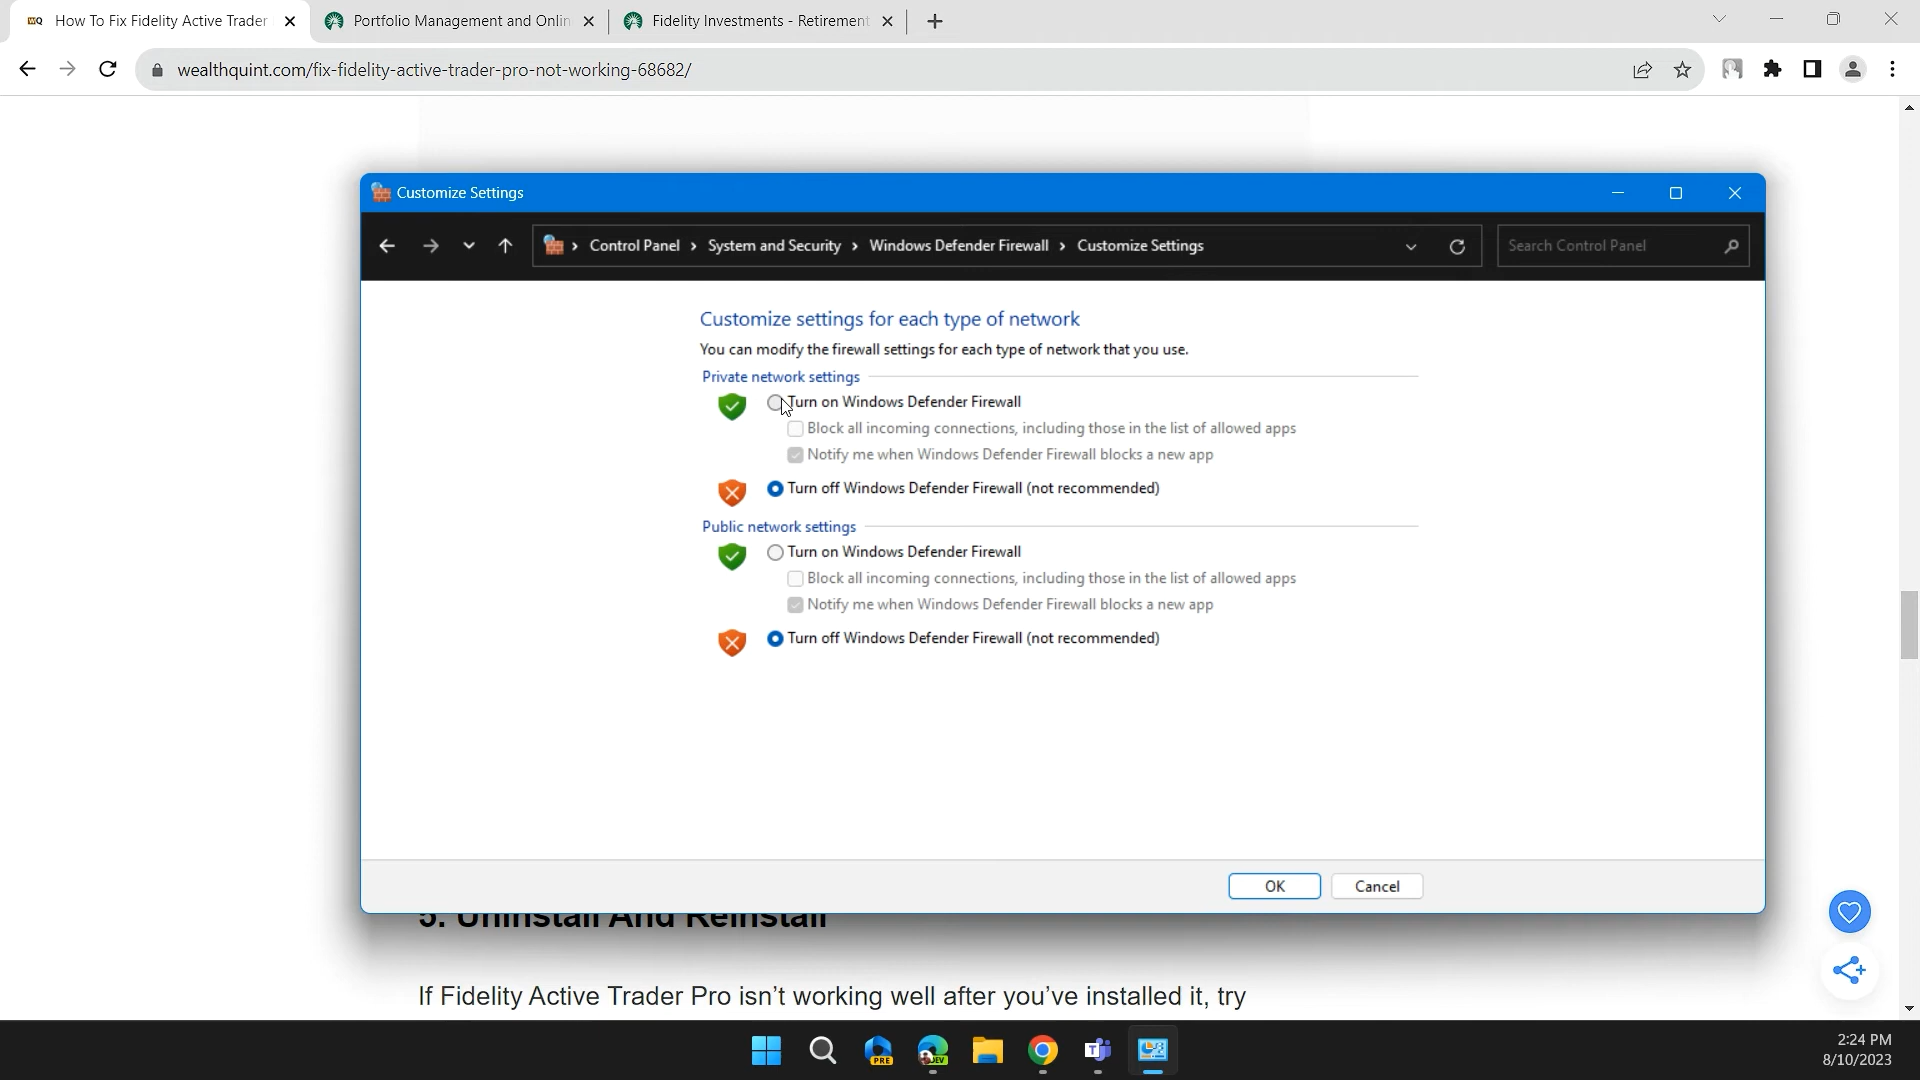 How To Fix Fidelity Active Trader
Portfolio Management and Onlin
Fidelity Investments - Retirement
wealthquint.com/fix-fidelity-active-trader-pro-not-working-68682/
Customize Settings
Control Panel > System and Security > Windows Defender Firewall > Customize Settings
Search Control Panel
Customize settings for each type of network
You can modify the firewall settings for each type of network that you use.
Private network settings
Turn on Windows Defender Firewall
Block all incoming connections, including those in the list of allowed apps
Notify me when Windows Defender Firewall blocks a new app
Turn off Windows Defender Firewall (not recommended)
Public network settings
Turn on Windows Defender Firewall
Block all incoming connections, including those in the list of allowed apps
Notify me when Windows Defender Firewall blocks a new app
Turn off Windows Defender Firewall (not recommended)
OK
Cancel
5. Uninstall And Reinstall
If Fidelity Active Trader Pro isn’t working well after you’ve installed it, try
PRE
DEV
2:24 PM
8/10/2023